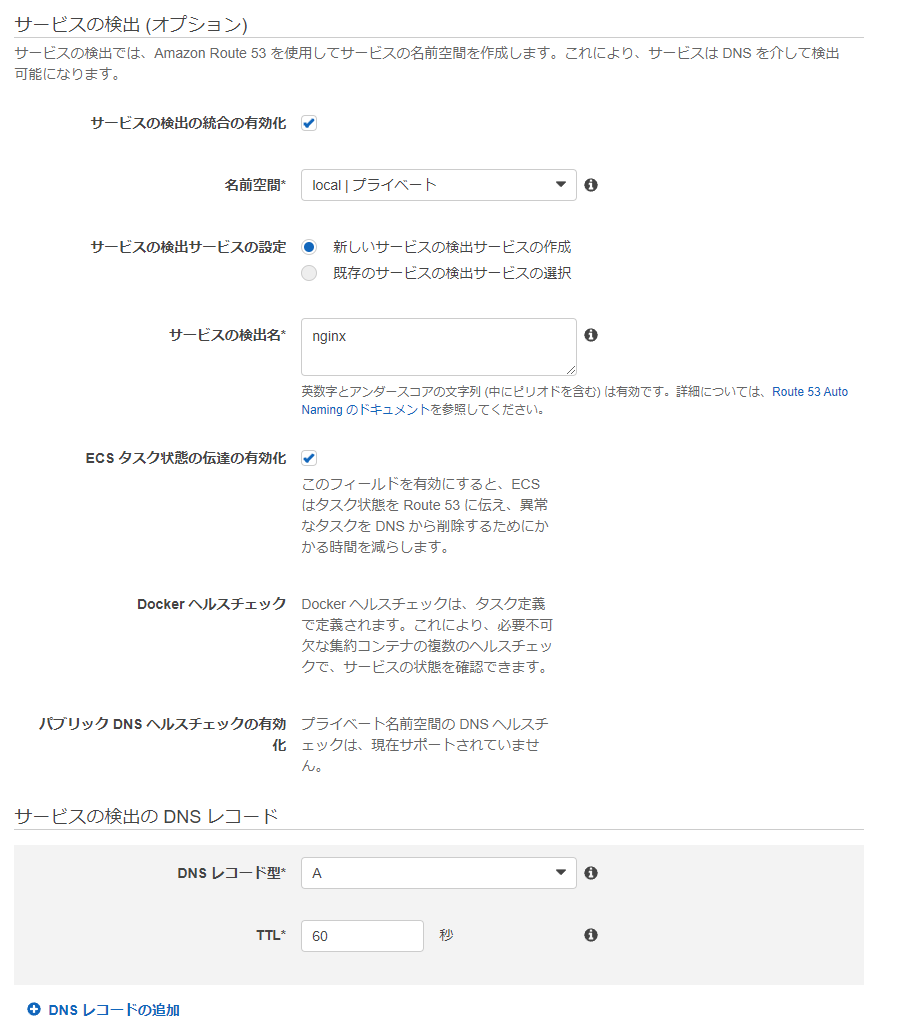 サービスの検出 (オプション)
サービスの検出では、Amazon Route 53 を使用してサービスの名前空間を作成します。これにより、サービスは DNS を介して検出
可能になります。
サービスの検出の統合の有効化
名前空間* local | プライベート
サービスの検出サービスの設定 新しいサービスの検出サービスの作成
既存のサービスの検出サービスの選択
サービスの検出名* nginx
英数字とアンダースコアの文字列 (中にピリオドを含む) は有効です。詳細については、Route 53 Auto
Naming のドキュメントを参照してください。
ECS タスク状態の伝達の有効化
このフィールドを有効にすると、ECS
はタスク状態を Route 53 に伝え、異常
なタスクを DNS から削除するためにか
かる時間を減らします。
Docker ヘルスチェック Docker ヘルスチェックは、タスク定義
で定義されます。これにより、必要不可
欠な集約コンテナの複数のヘルスチェッ
クで、サービスの状態を確認できます。
パブリック DNS ヘルスチェックの有効 プライベート名前空間の DNS ヘルスチ
化 ェックは、現在サポートされていませ
ん。
サービスの検出の DNS レコード
DNS レコード型* A
TTL* 60 秒
DNS レコードの追加